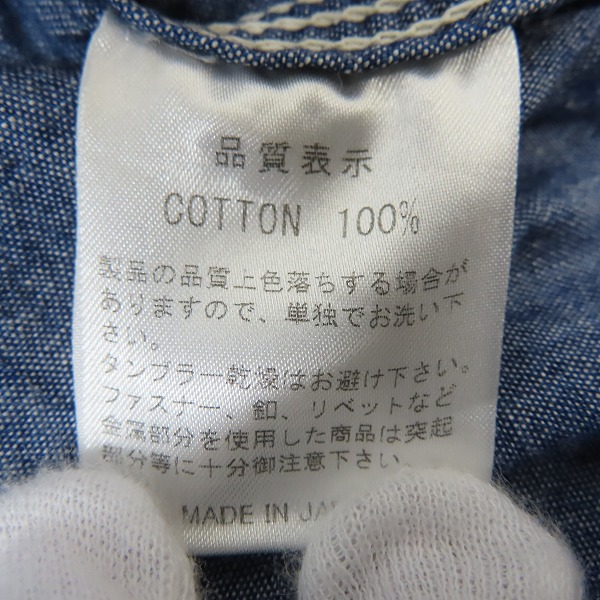 品質表示
COTTON 100%
製品の品質上色落ちする場合が
ありますので、単独でお洗い下
さい。
タンブラー乾燥はお避け下さい。
ファスナー、釦、リベットなど
金属部分を使用した商品は突起
部分等に十分御注意下さい。
MADE IN